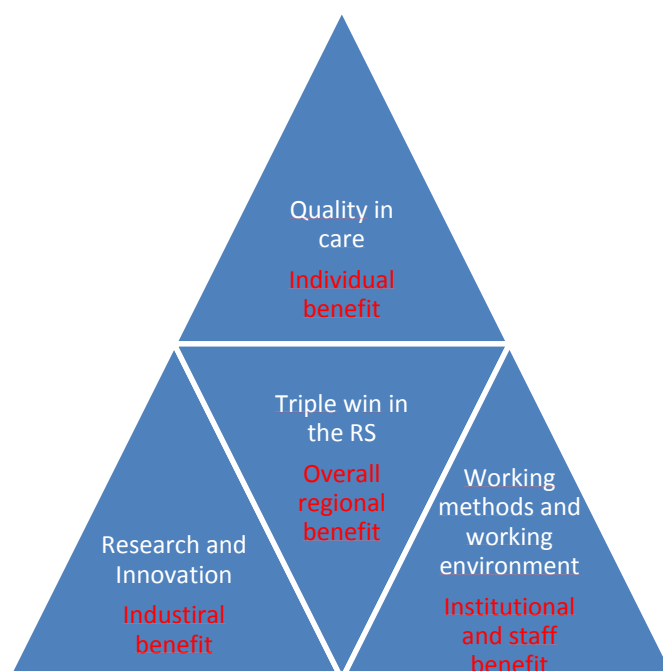 Quality in
care
Individual
benefit
Triple win in
the RS
Overall
regional
benefit
Research and
Innovation
Industiral
benefit
Working
methods and
working
environment
Institutional
and staff
benefit